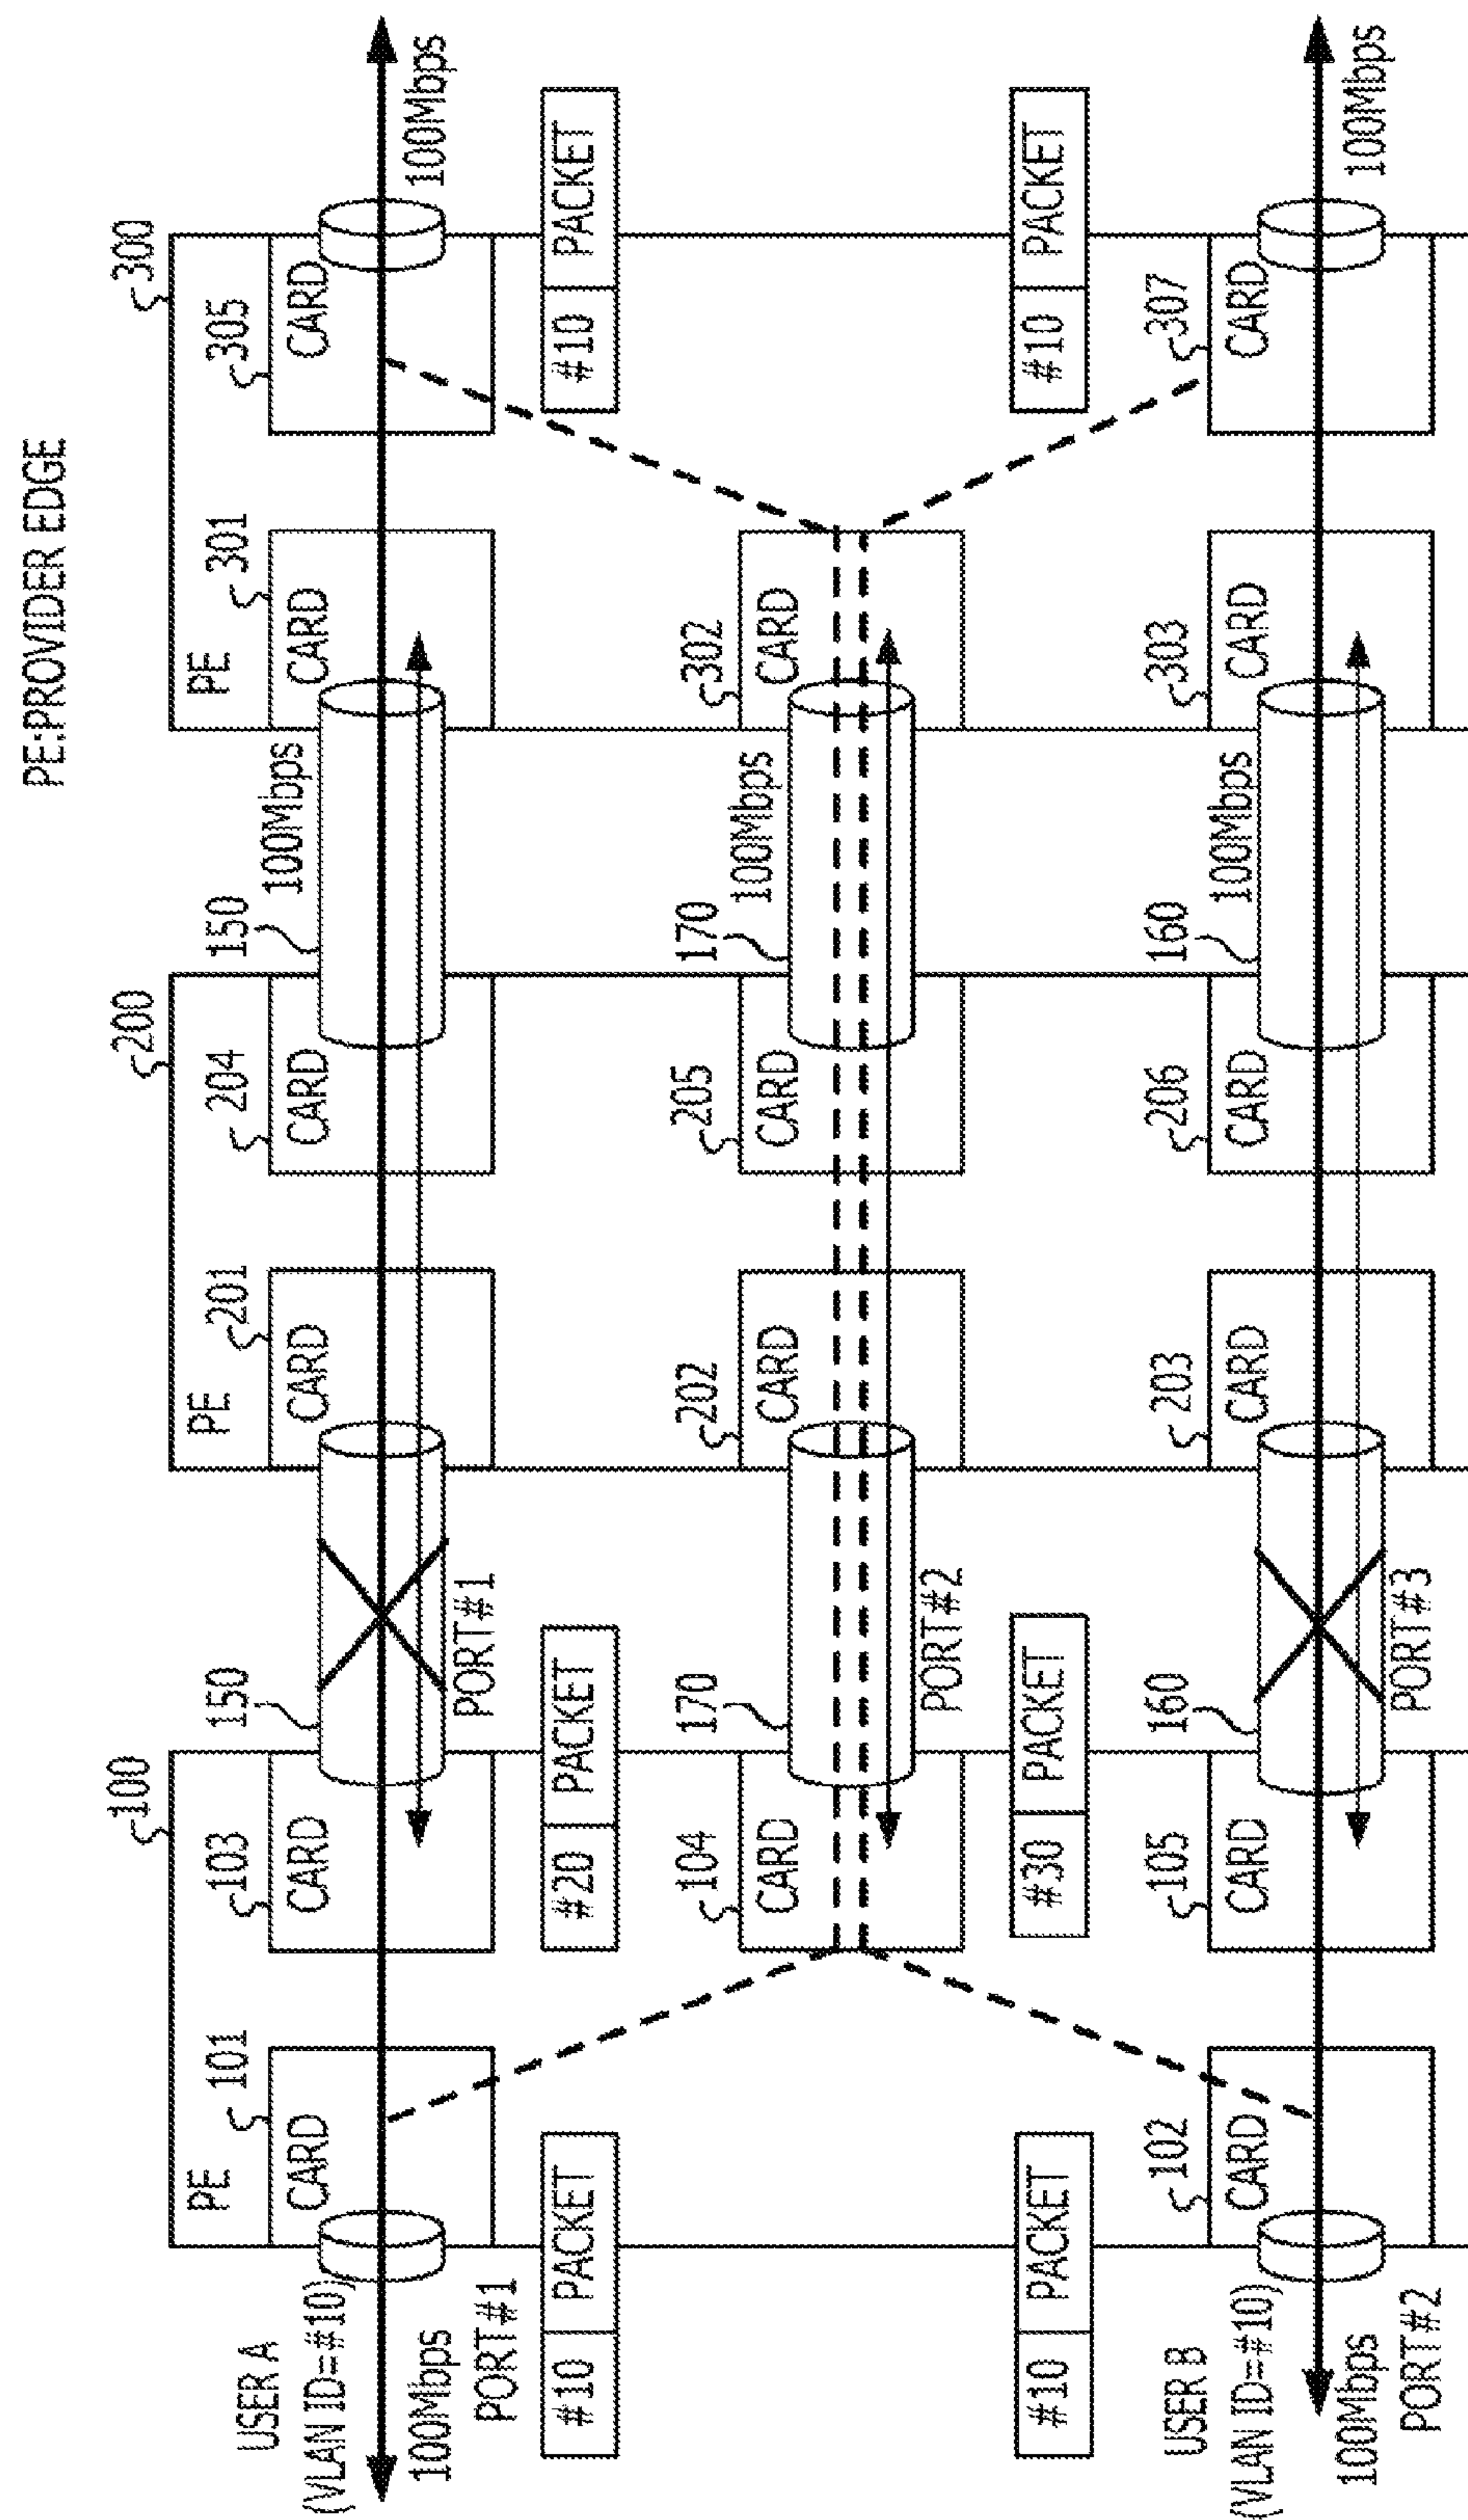 PE:PROVIDER EDGE
100
200
300
PE
101
103
PE
201
204
PE
301
305
USER A
(VLAN ID=#10)
CARD
CARD
150
CARD
CARD
150
100Mbps
CARD
CARD
100Mbps
PORT#1
PORT#1
100Mbps
#10
PACKET
#20
PACKET
#10
PACKET
104
170
202
205
170
302
CARD
CARD
CARD
100Mbps
CARD
PORT#2
#10
PACKET
#30
PACKET
#10
PACKET
USER B
(VLAN ID=#10)
102
105
160
203
206
160
303
307
CARD
CARD
CARD
CARD
100Mbps
CARD
CARD
100Mbps
PORT#2
PORT#3
100Mbps